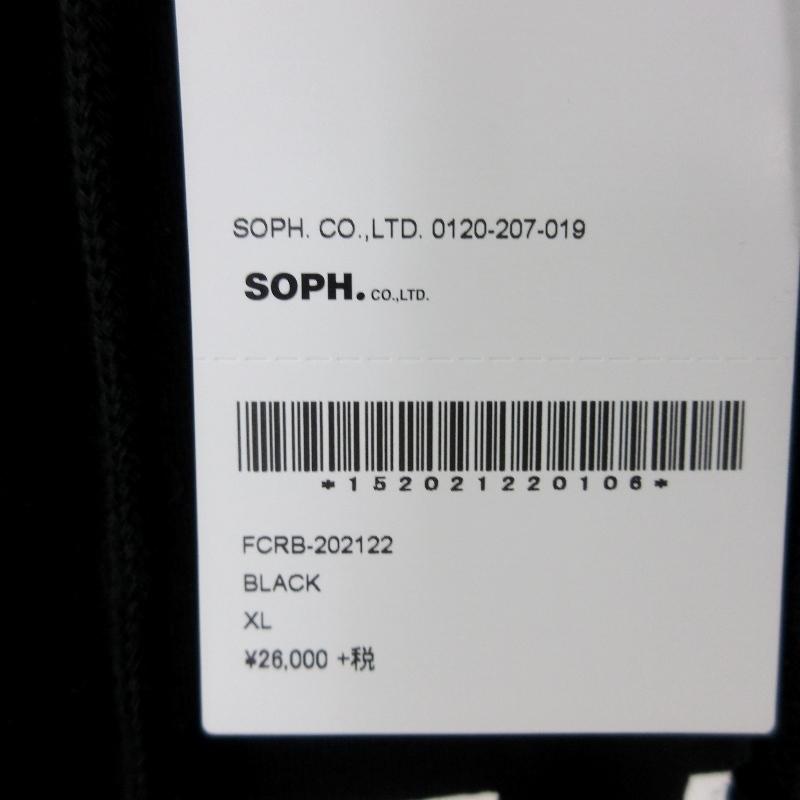 SOPH. CO.,LTD. 0120-207-019
SOPH. CO.,LTD.
*152021220106*
FCRB-202122
BLACK
XL
¥26,000 +税